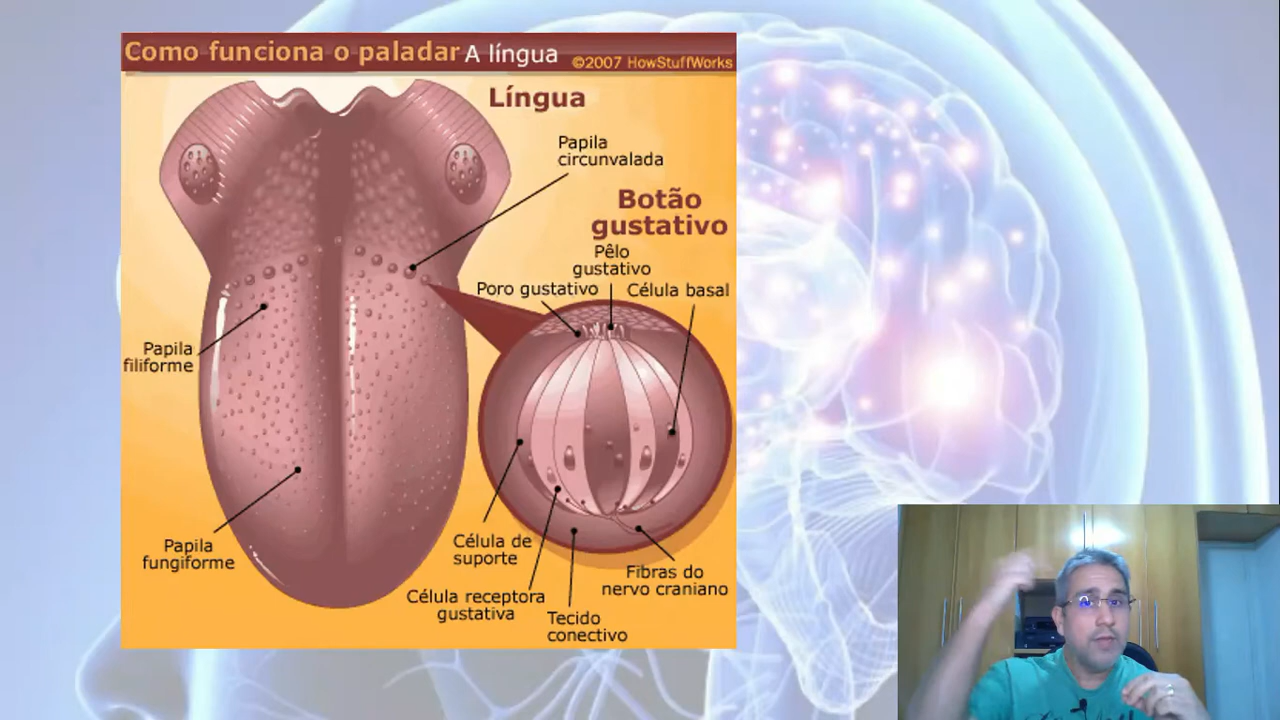 Como funciona o paladar A língua ©2007 HowStuffWorks
Língua
Papila
circunvalada
Botão
gustativo
Pêlo
gustativo
Poro gustativo
Célula basal
Papila
filiforme
Papila
fungiforme
Célula de
suporte
Célula receptora
gustativa
Tecido
conectivo
Fibras do
nervo craniano